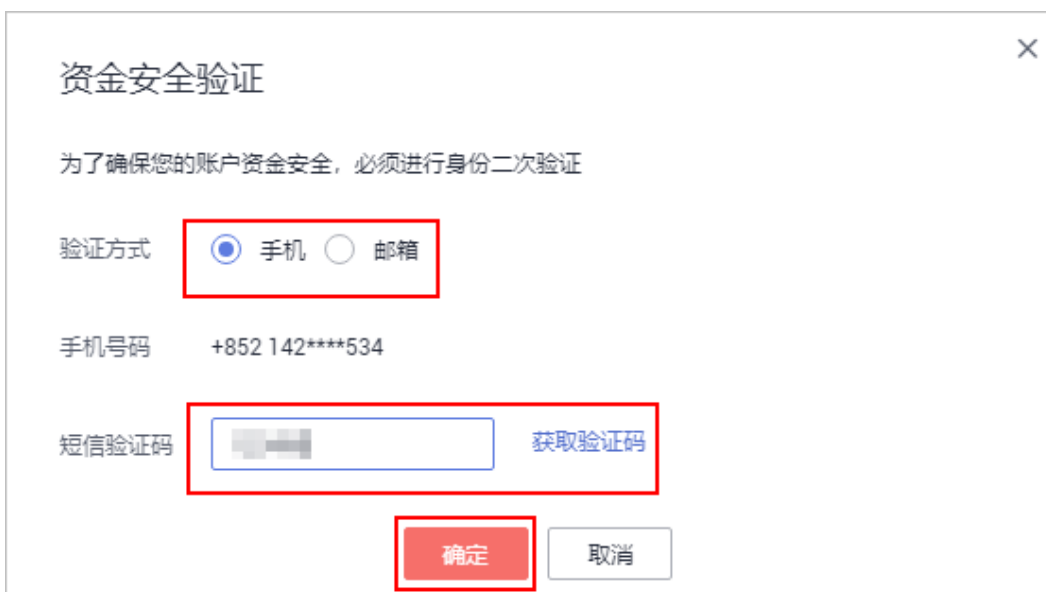 资金安全验证
为了确保您的账户资金安全，必须进行身份二次验证
验证方式 手机 邮箱
手机号码 +852 142****534
短信验证码 获取验证码
确定 取消